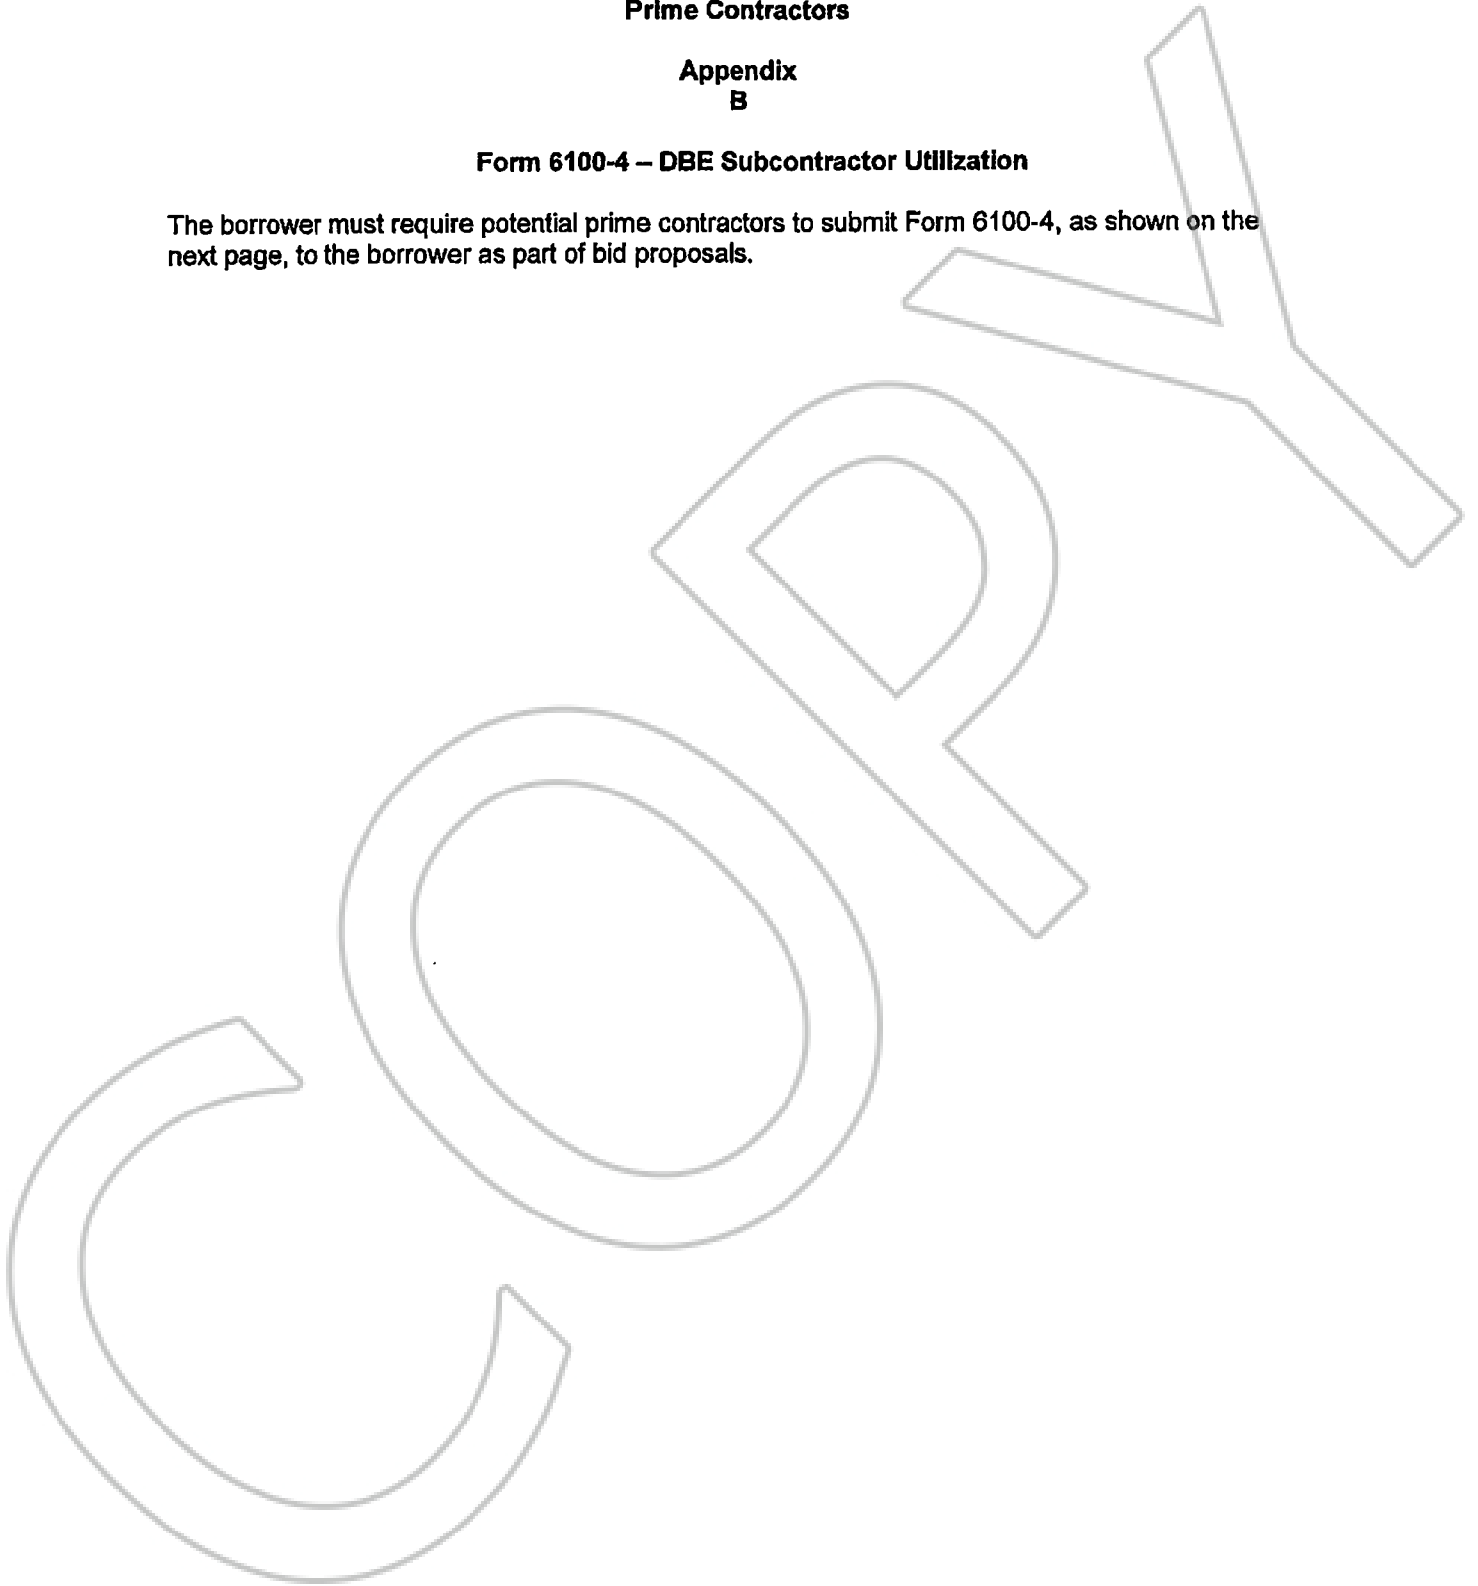 Prime Contractors
Appendix
B
Form 6100-4 – DBE Subcontractor Utilization
The borrower must require potential prime contractors to submit Form 6100-4, as shown on the
next page, to the borrower as part of bid proposals.
COPY